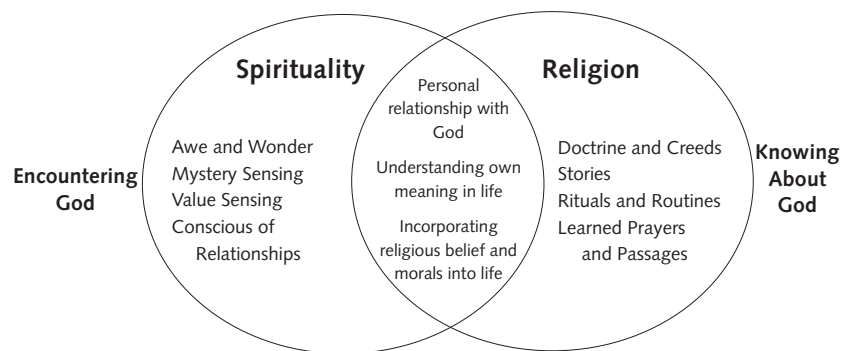 Spirituality
Religion
Encountering
God
Awe and Wonder
Mystery Sensing
Value Sensing
Conscious of
Relationships
Personal
relationship with
God
Understanding own
meaning in life
Incorporating
religious belief and
morals into life
Doctrine and Creeds
Stories
Rituals and Routines
Learned Prayers
and Passages
Knowing
About
God